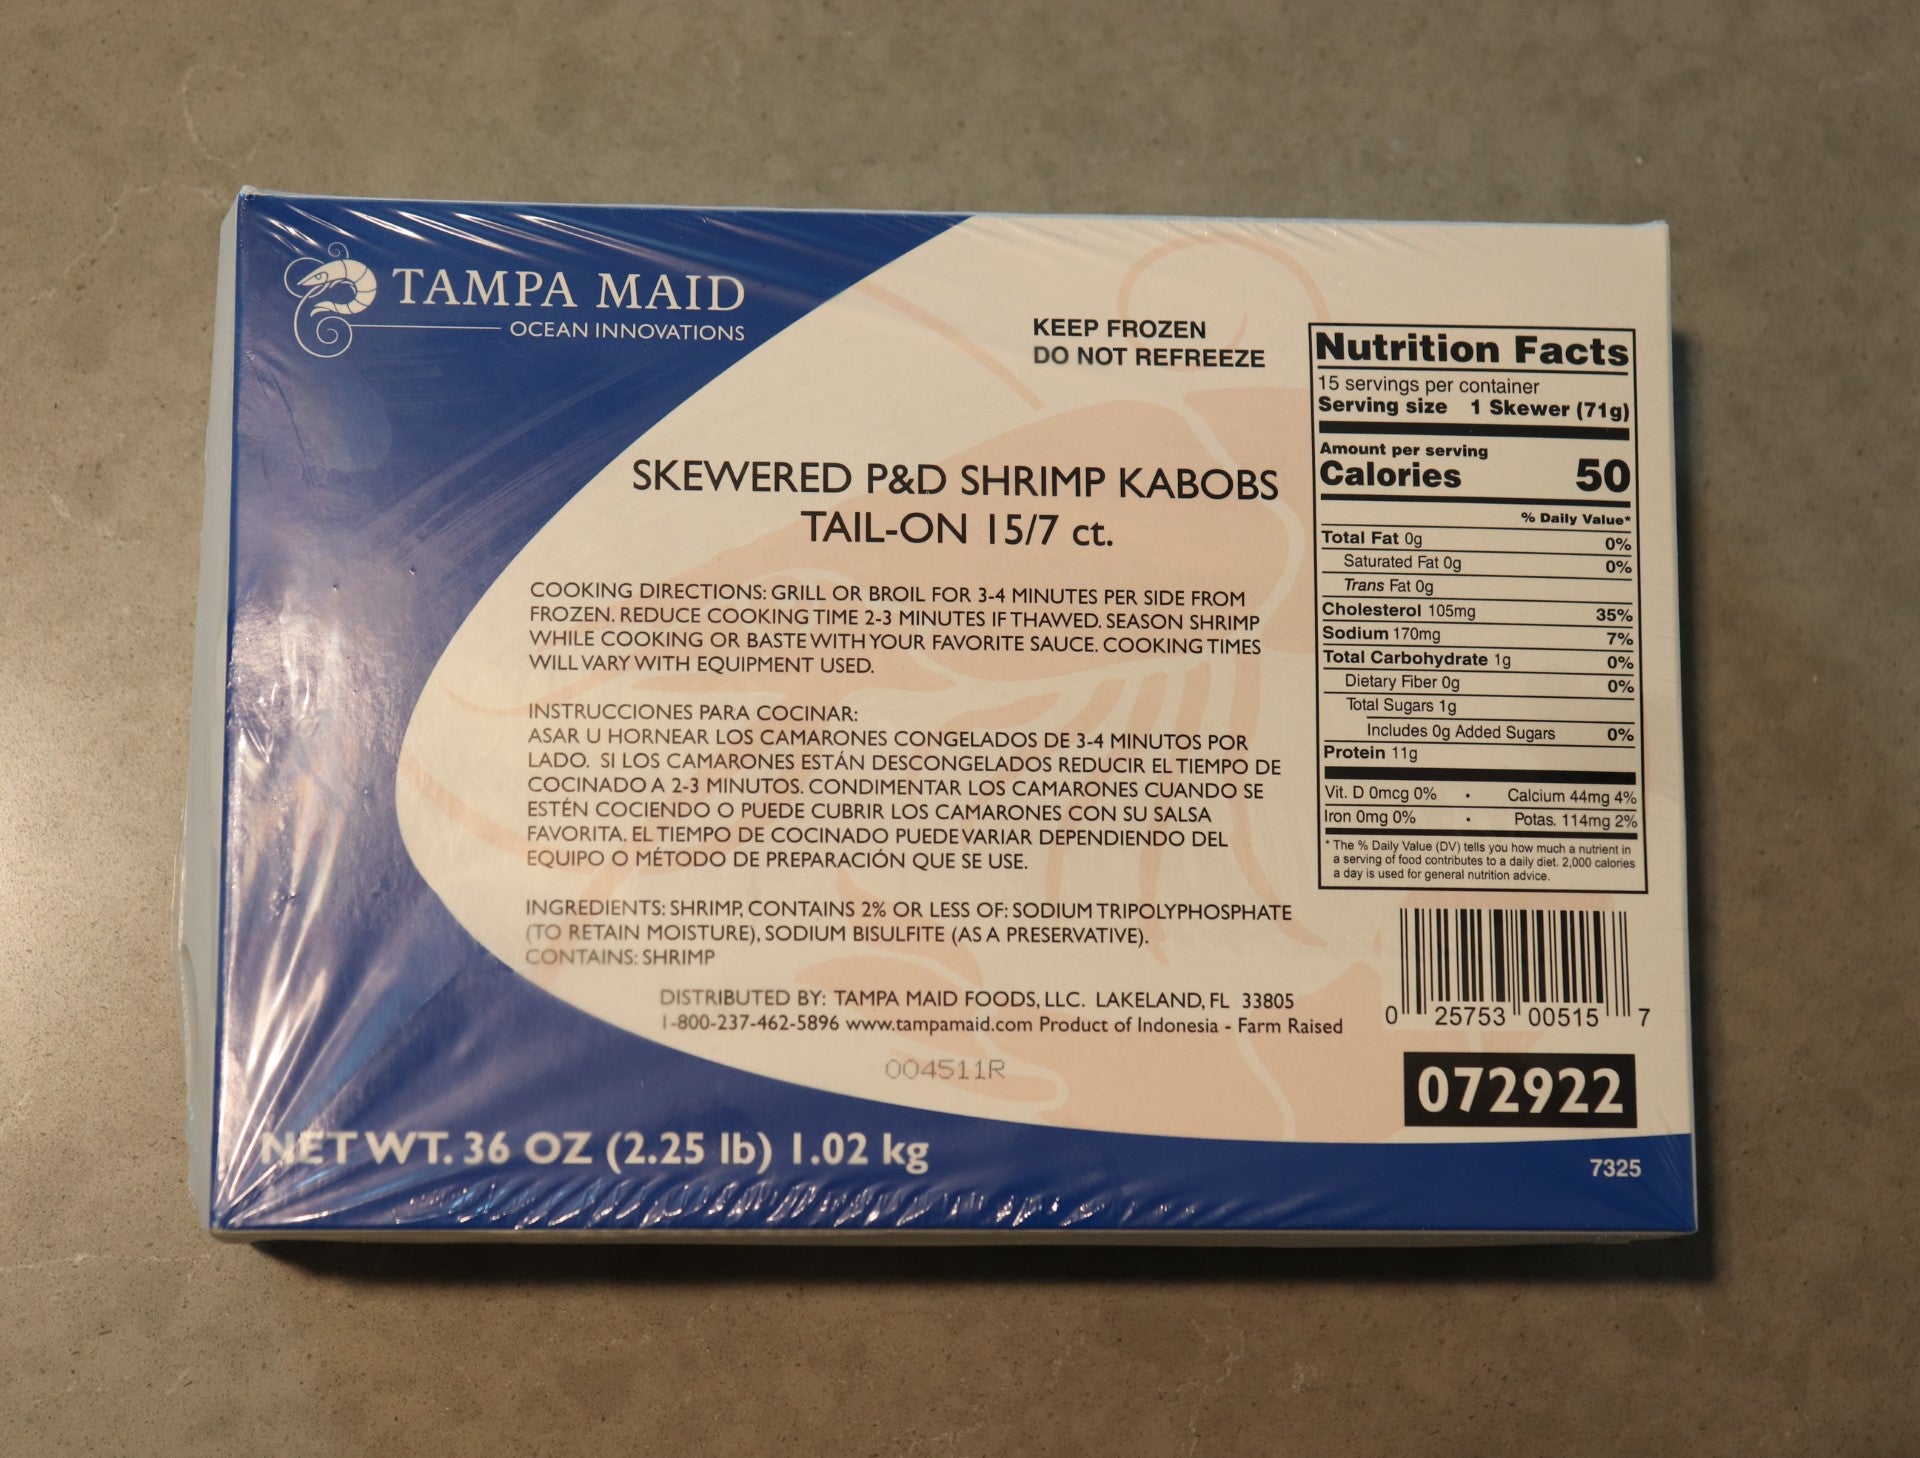 TAMPA MAID
OCEAN INNOVATIONS
KEEP FROZEN
DO NOT REFREEZE
SKEWERED P&D SHRIMP KABOBS
TAIL-ON 15/7 ct.
COOKING DIRECTIONS: GRILL OR BROIL FOR 3-4 MINUTES PER SIDE FROM
FROZEN. REDUCE COOKING TIME 2-3 MINUTES IF THAWED. SEASON SHRIMP
WHILE COOKING OR BASTE WITH YOUR FAVORITE SAUCE. COOKING TIMES
WILL VARY WITH EQUIPMENT USED.
INSTRUCCIONES PARA COCINAR:
ASAR U HORNEAR LOS CAMARONES CONGELADOS DE 3-4 MINUTOS POR
LADO. SI LOS CAMARONES ESTÁN DESCONGELADOS REDUCIR EL TIEMPO DE
COCINADO A 2-3 MINUTOS. CONDIMENTAR LOS CAMARONES CUANDO SE
ESTÉN COCIENDO O PUEDE CUBRIR LOS CAMARONES CON SU SALSA
FAVORITA. EL TIEMPO DE COCINADO PUEDE VARIAR DEPENDIENDO DEL
EQUIPO O MÉTODO DE PREPARACIÓN QUE SE USE.
INGREDIENTS: SHRIMP, CONTAINS 2% OR LESS OF: SODIUM TRIPOLYPHOSPHATE
(TO RETAIN MOISTURE), SODIUM BISULFITE (AS A PRESERVATIVE).
CONTAINS: SHRIMP
DISTRIBUTED BY: TAMPA MAID FOODS, LLC. LAKELAND, FL 33805
1-800-237-462-5896 www.tampamaid.com Product of Indonesia - Farm Raised
004511R
NET WT. 36 OZ (2.25 lb) 1.02 kg
Nutrition Facts
15 servings per container
Serving size 1 Skewer (71g)
Amount per serving
Calories 50
% Daily Value*
Total Fat 0g 0%
Saturated Fat 0g 0%
Trans Fat 0g
Cholesterol 105mg 35%
Sodium 170mg 7%
Total Carbohydrate 1g 0%
Dietary Fiber 0g 0%
Total Sugars 1g
Includes 0g Added Sugars 0%
Protein 11g
Vit. D 0mcg 0% • Calcium 44mg 4%
Iron 0mg 0% • Potas. 114mg 2%
* The % Daily Value (DV) tells you how much a nutrient in
a serving of food contributes to a daily diet. 2,000 calories
a day is used for general nutrition advice.
0 25753 00515 7
072922
7325